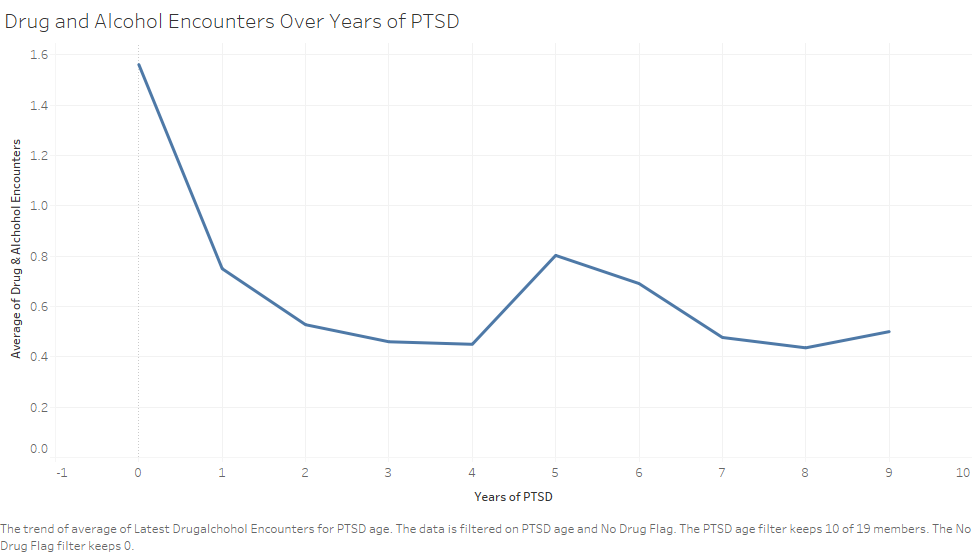 Drug and Alcohol Encounters Over Years of PTSD
1.6
1.4
1.2
1.0
0.8
0.6
0.4
0.2
0.0
Average of Drug & Alchohol Encounters
-1 0 1 2 3 4 5 6 7 8 9 10
Years of PTSD
The trend of average of Latest Drugalchohol Encounters for PTSD age. The data is filtered on PTSD age and No Drug Flag. The PTSD age filter keeps 10 of 19 members. The No
Drug Flag filter keeps 0.